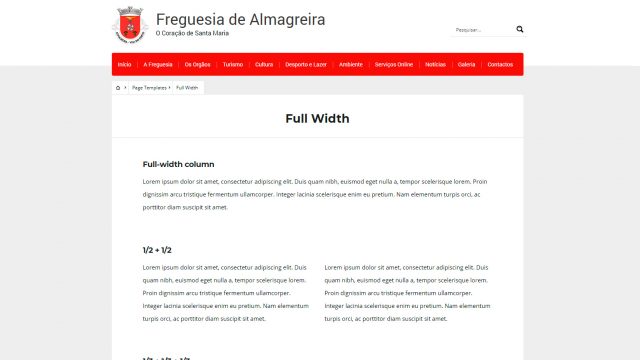 Freguesia de Almagreira
O Coração de Santa Maria
Pesquisar...
Início A Freguesia Os Orgãos Turismo Cultura Desporto e Lazer Ambiente Serviços Online Notícias Galeria Contactos
Page Templates Full Width
Full Width
Full-width column
Lorem ipsum dolor sit amet, consectetur adipiscing elit. Duis quam nibh, euismod eget nulla a, tempor scelerisque lorem. Proin
dignissim arcu tristique fermentum ullamcorper. Integer lacinia scelerisque enim eu pretium. Nam elementum turpis orci, ac
porttitor diam suscipit sit amet.
1/2 + 1/2
Lorem ipsum dolor sit amet, consectetur adipiscing elit.
Duis quam nibh, euismod eget nulla a, tempor scelerisque
lorem. Proin dignissim arcu tristique fermentum ullamcorper.
Integer lacinia scelerisque enim eu pretium. Nam elementum
turpis orci, ac porttitor diam suscipit sit amet.
Lorem ipsum dolor sit amet, consectetur adipiscing elit.
Duis quam nibh, euismod eget nulla a, tempor scelerisque
lorem. Proin dignissim arcu tristique fermentum ullamcorper.
Integer lacinia scelerisque enim eu pretium. Nam elementum
turpis orci, ac porttitor diam suscipit sit amet.